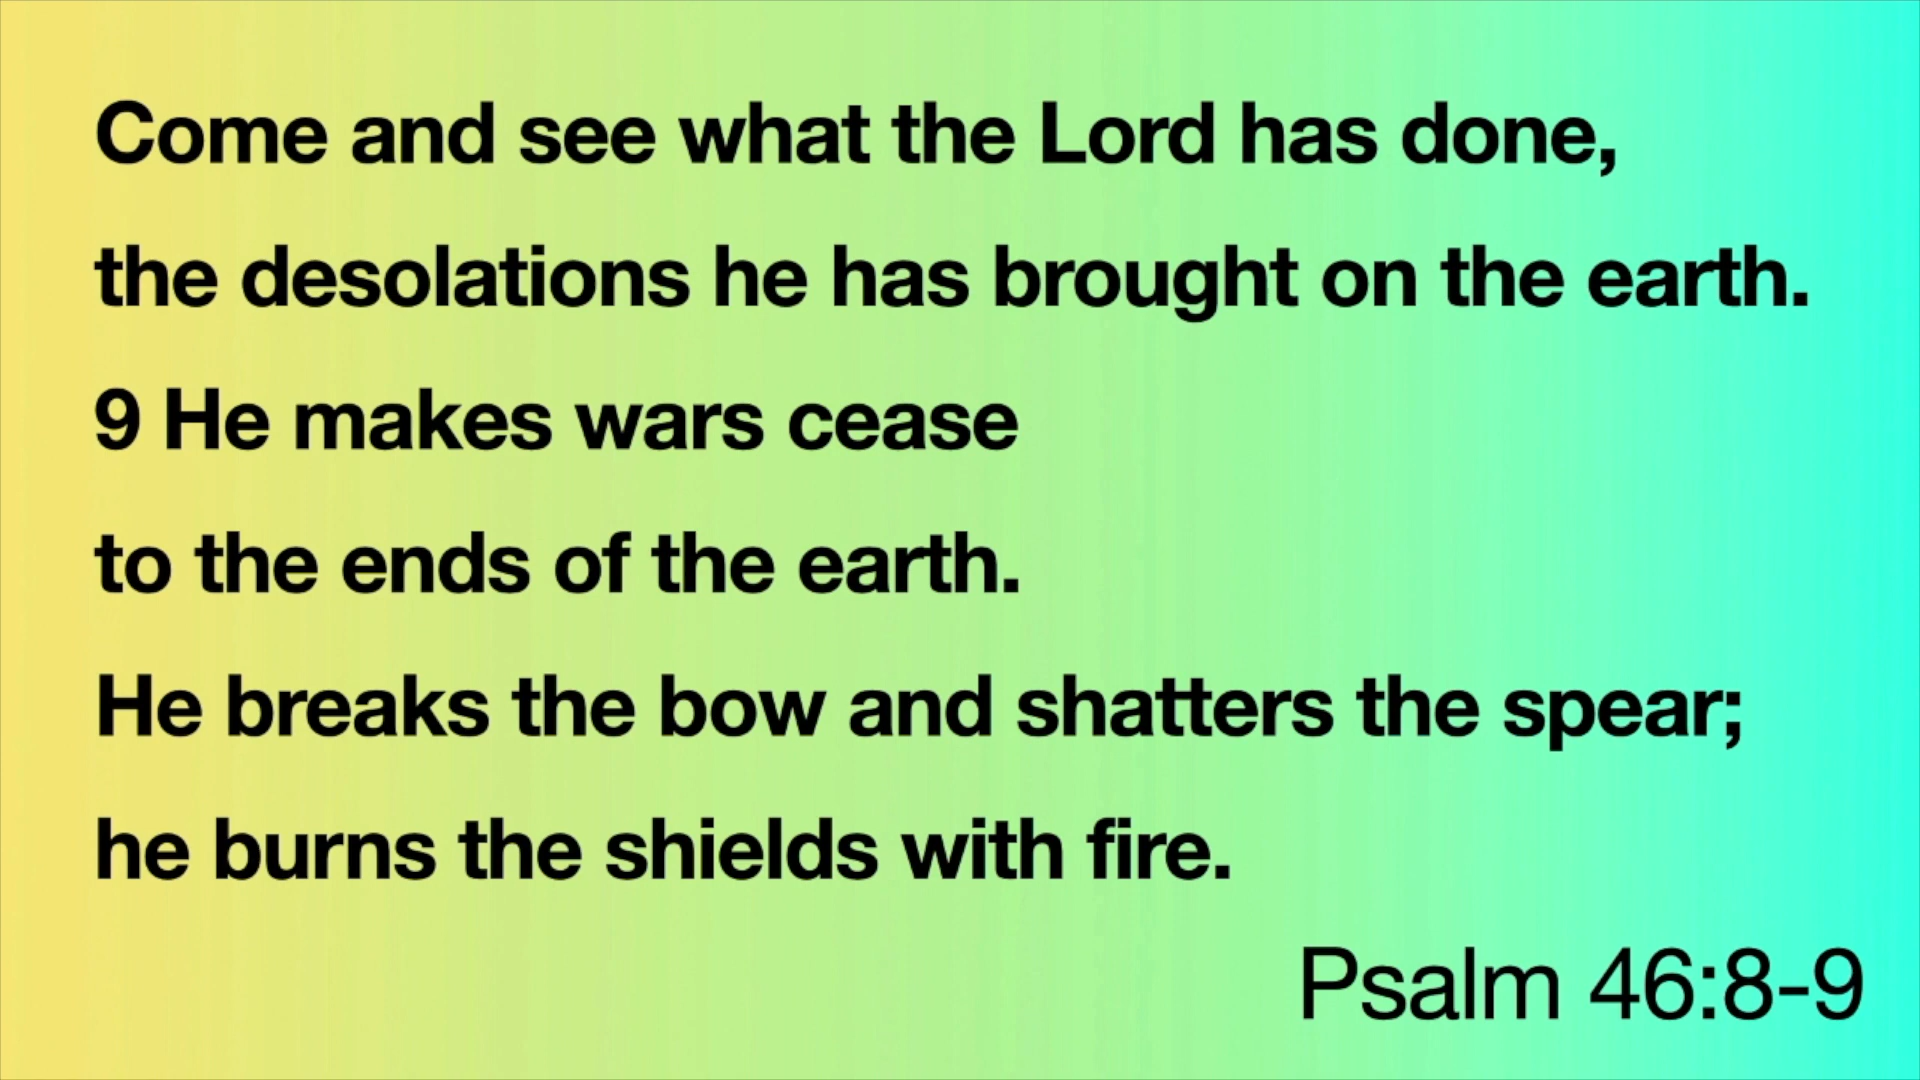 Come and see what the Lord has done,
the desolations he has brought on the earth.
9 He makes wars cease
to the ends of the earth.
He breaks the bow and shatters the spear;
he burns the shields with fire.
Psalm 46:8-9